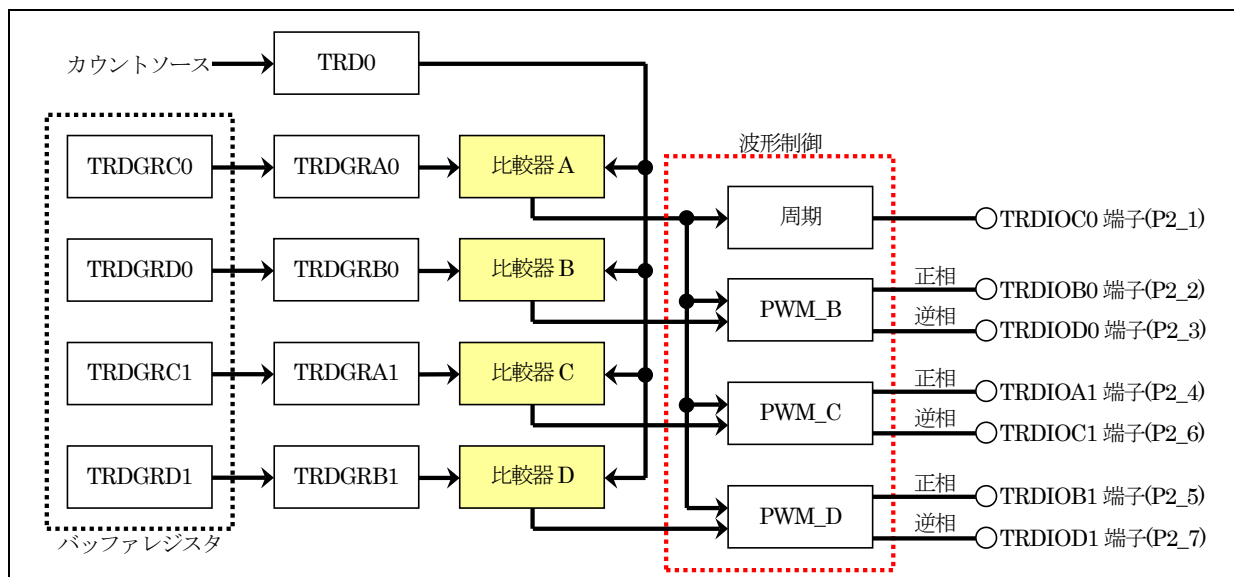 カウントソース
TRD0
TRDGRC0
TRDGRA0
比較器 A
波形制御
周期
TRDIOC0 端子(P2_1)
TRDGRD0
TRDGRB0
比較器 B
PWM_B
正相
TRDIOB0 端子(P2_2)
逆相
TRDIOD0 端子(P2_3)
TRDGRC1
TRDGRA1
比較器 C
PWM_C
正相
TRDIOA1 端子(P2_4)
逆相
TRDIOC1 端子(P2_6)
TRDGRD1
TRDGRB1
比較器 D
PWM_D
正相
TRDIOB1 端子(P2_5)
逆相
TRDIOD1 端子(P2_7)
バッファレジスタ